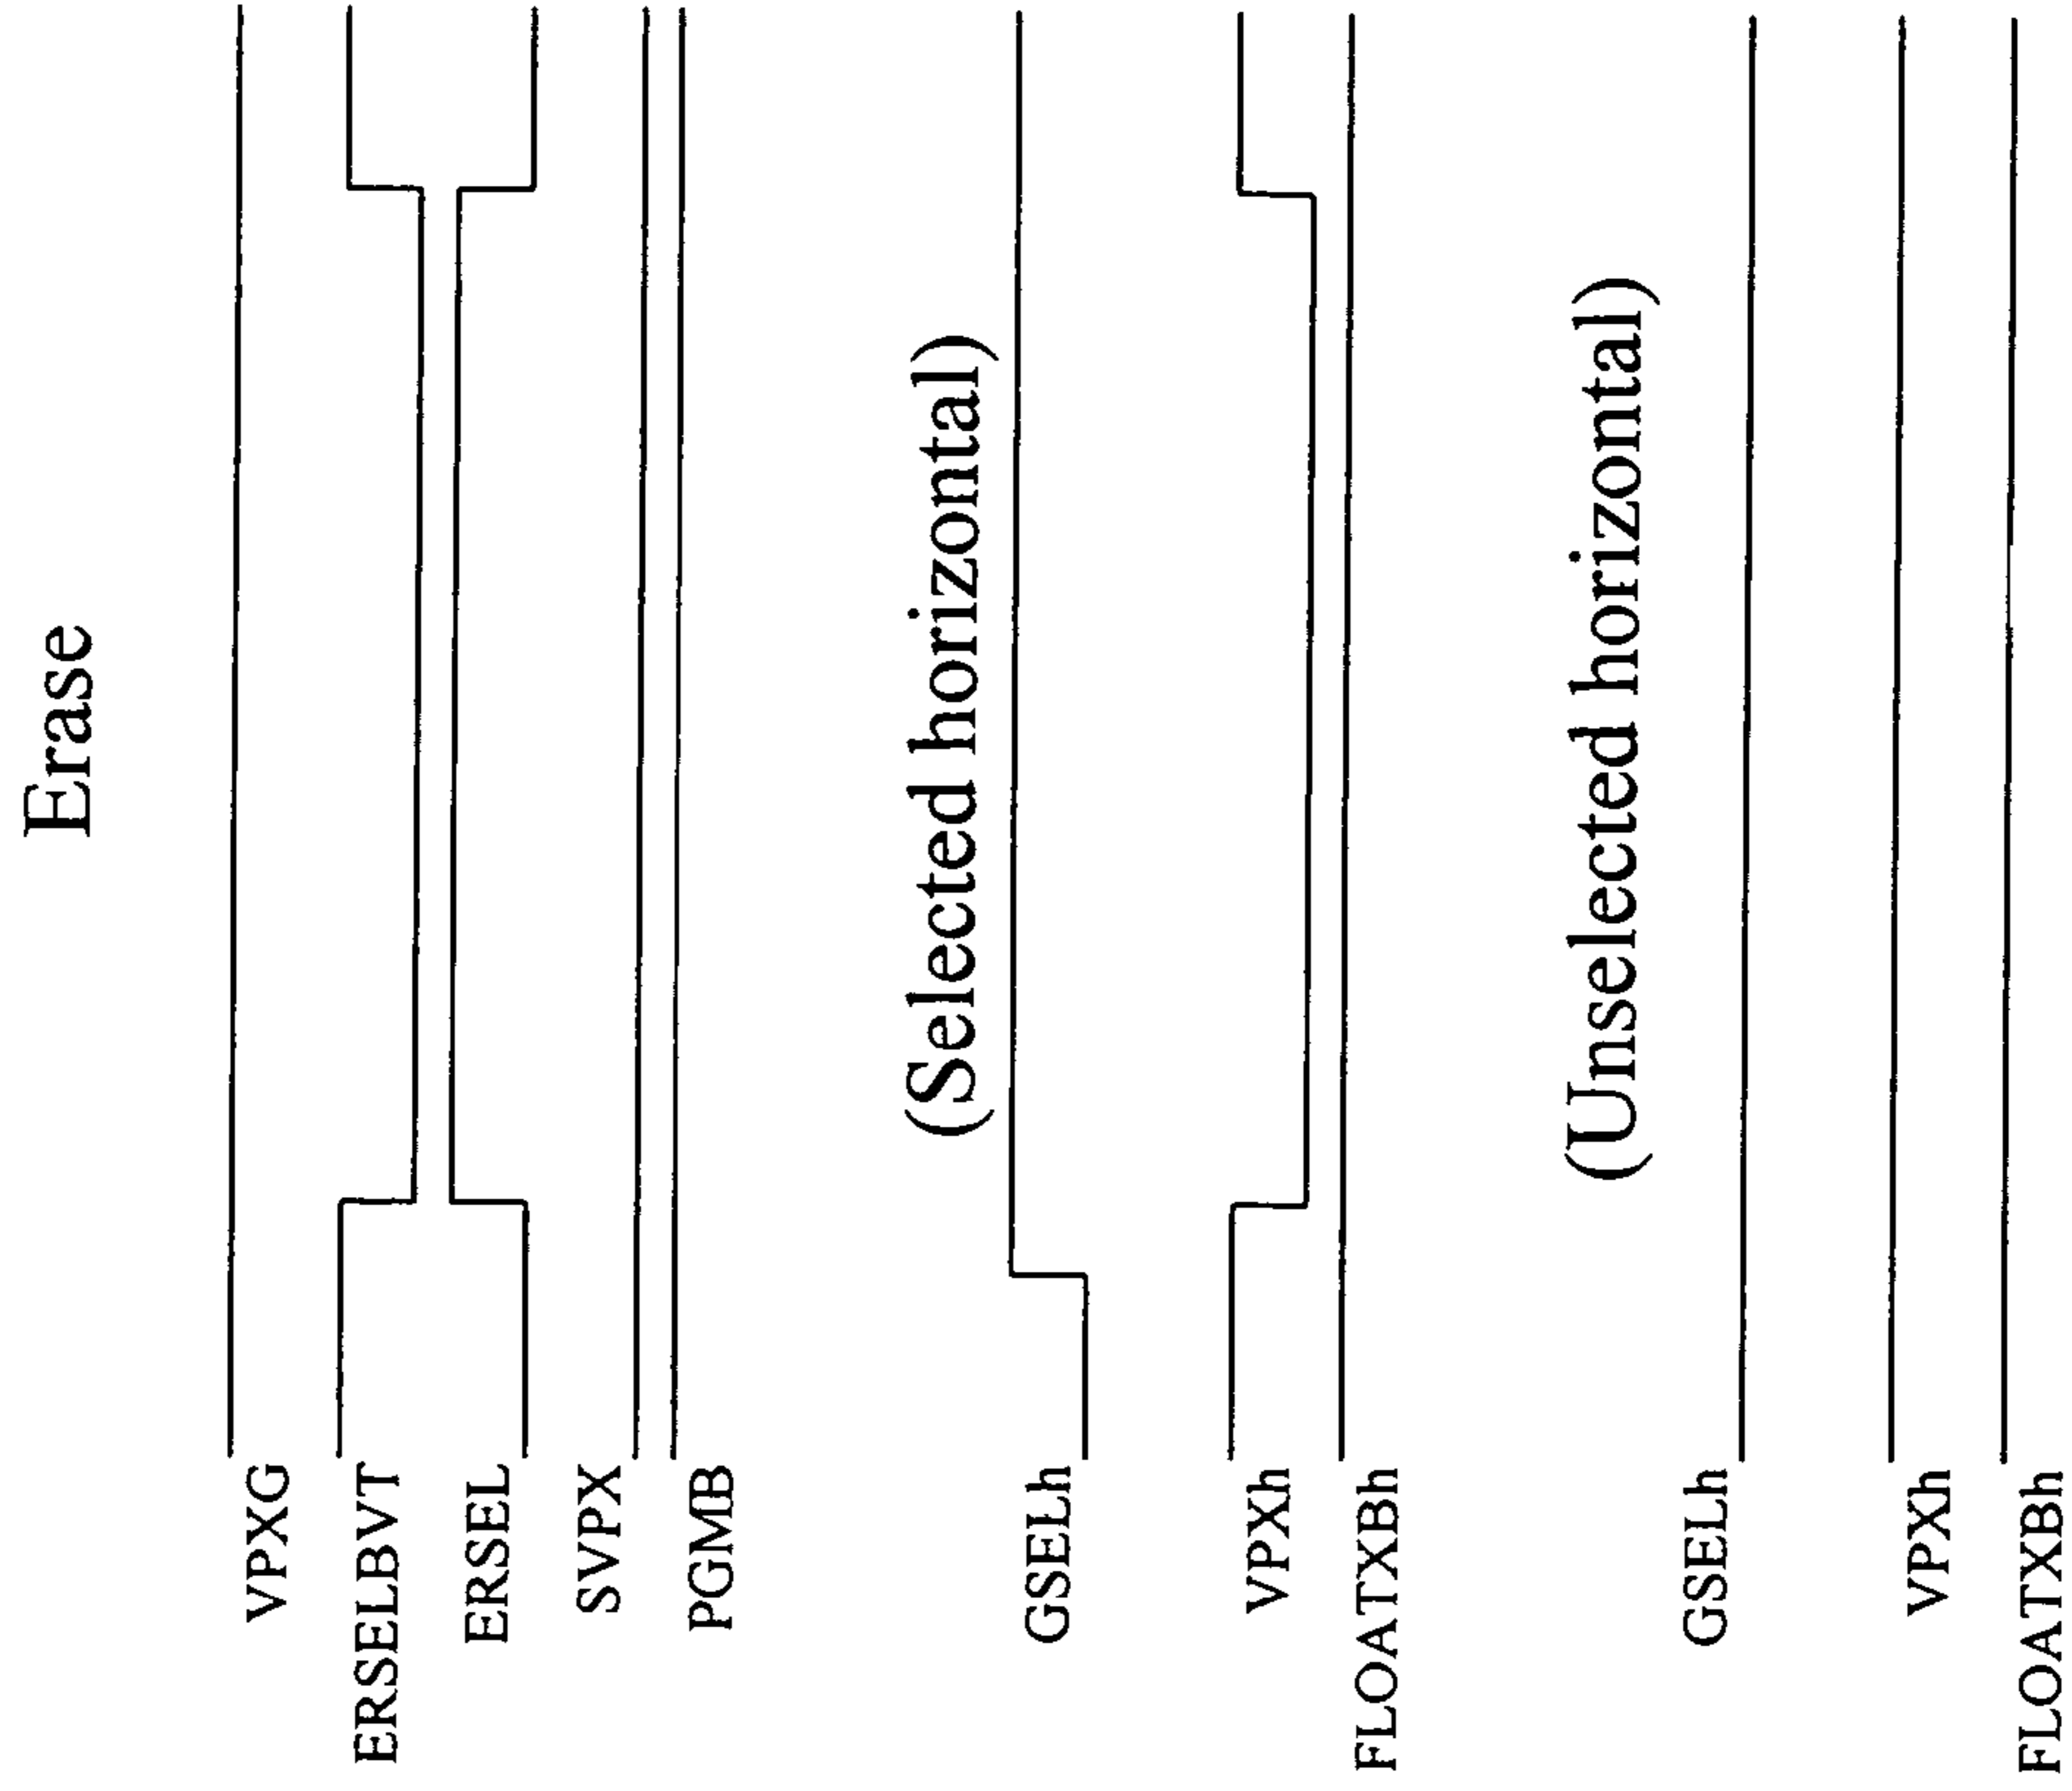 Erase
VPXG
ERSELBVT
ERSEL
SVPX
PGMB
(Selected horizontal)
GSELh
VPXh
FLOATXBh
(Unselected horizontal)
GSELh
VPXh
FLOATXBh